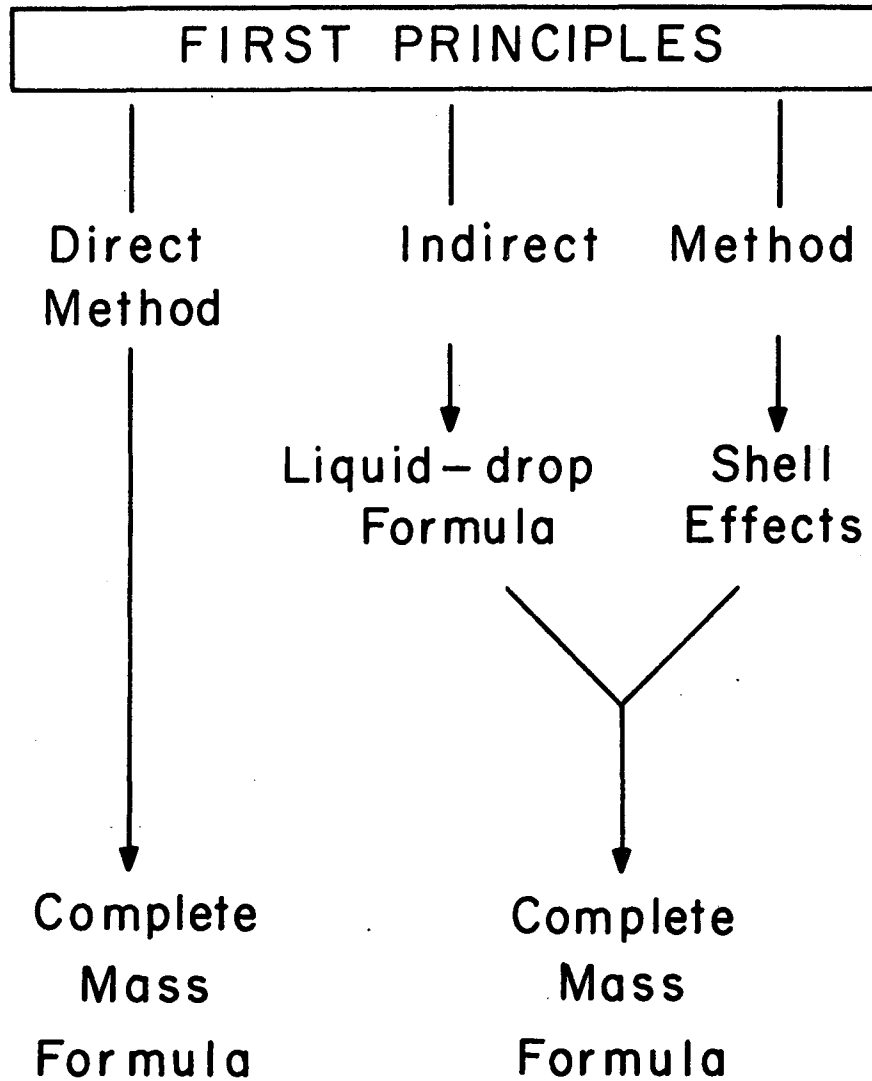 FIRST PRINCIPLES
Direct
Method
Indirect Method
Liquid-drop
Formula
Shell
Effects
Complete
Mass
Formula
Complete
Mass
Formula